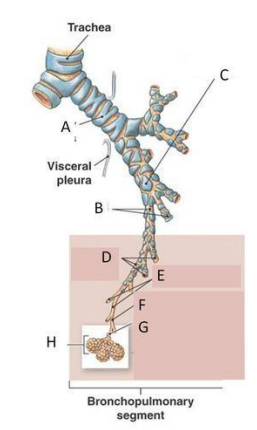 Trachea
C
A
Visceral
pleura
B
D
E
F
G
H
Bronchopulmonary
segment